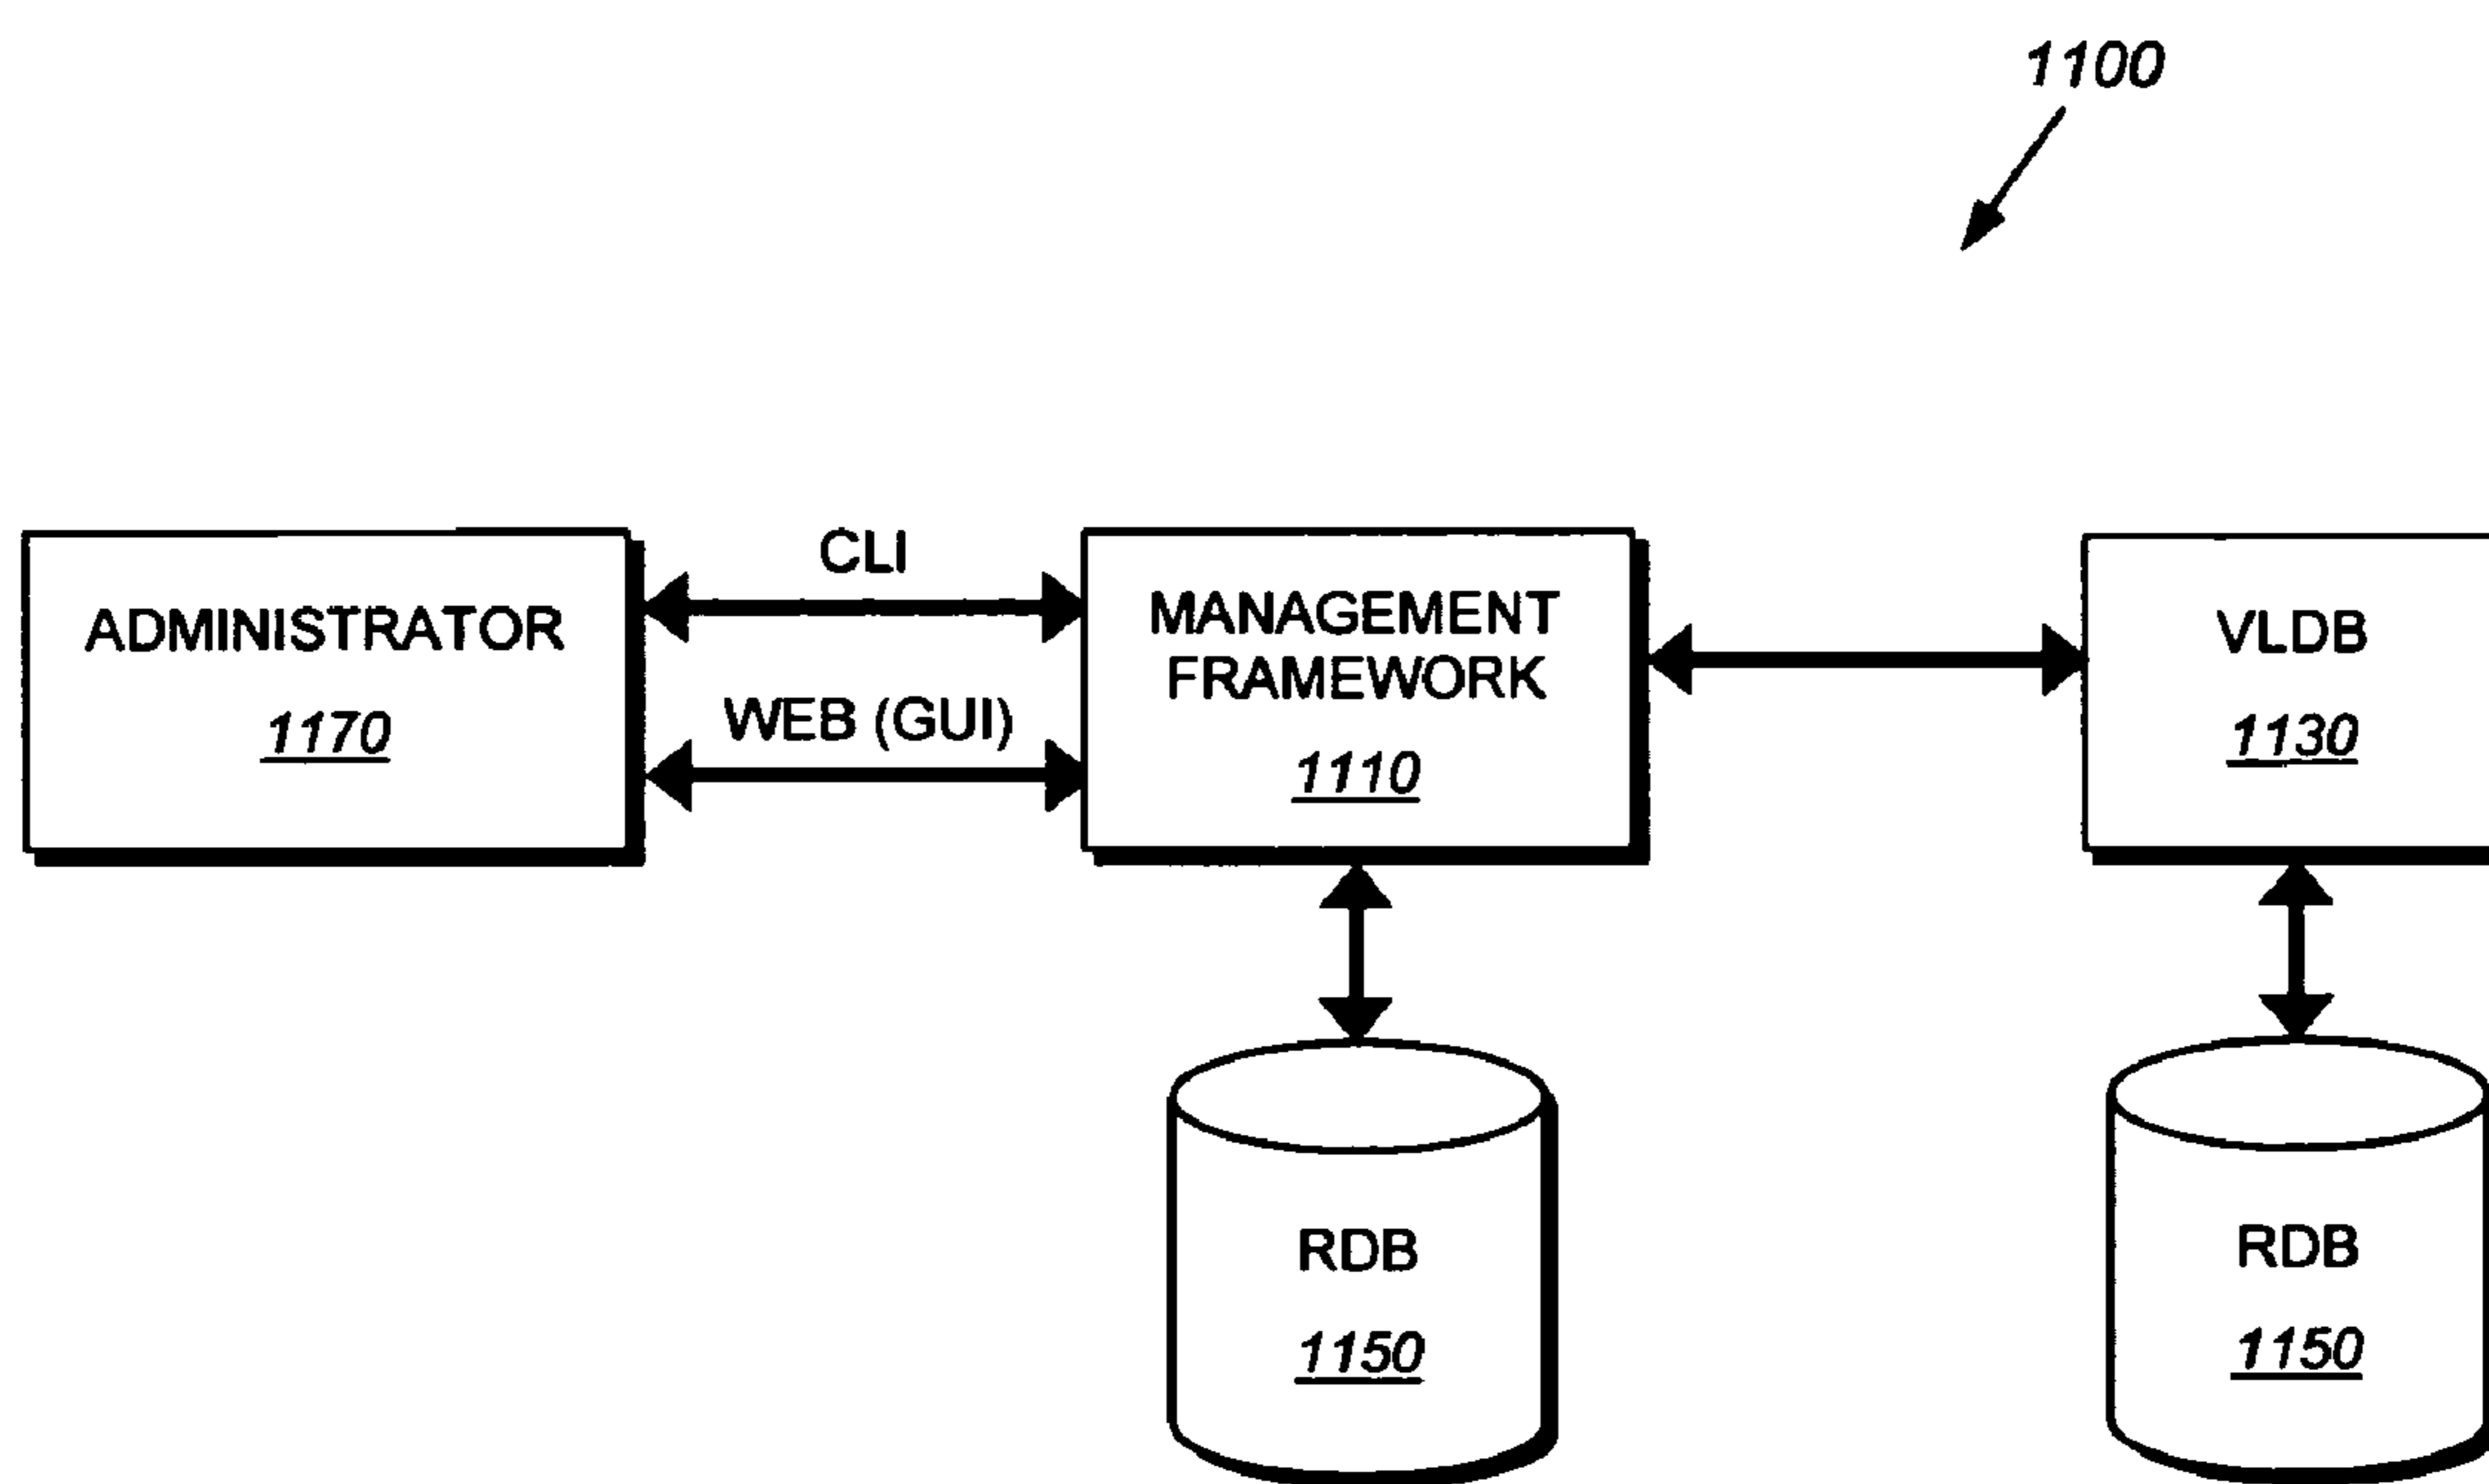 1100
CLI
ADMINISTRATOR
1170
WEB (GUI)
MANAGEMENT
FRAMEWORK
1110
VLDB
1130
RDB
1150
RDB
1150